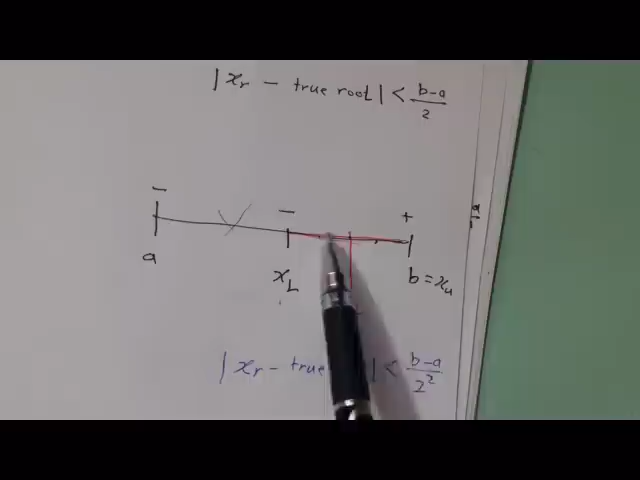 |xr - true root| < b-a/2
- - +
a xL b = xu
|xr - true | < b-a/2²